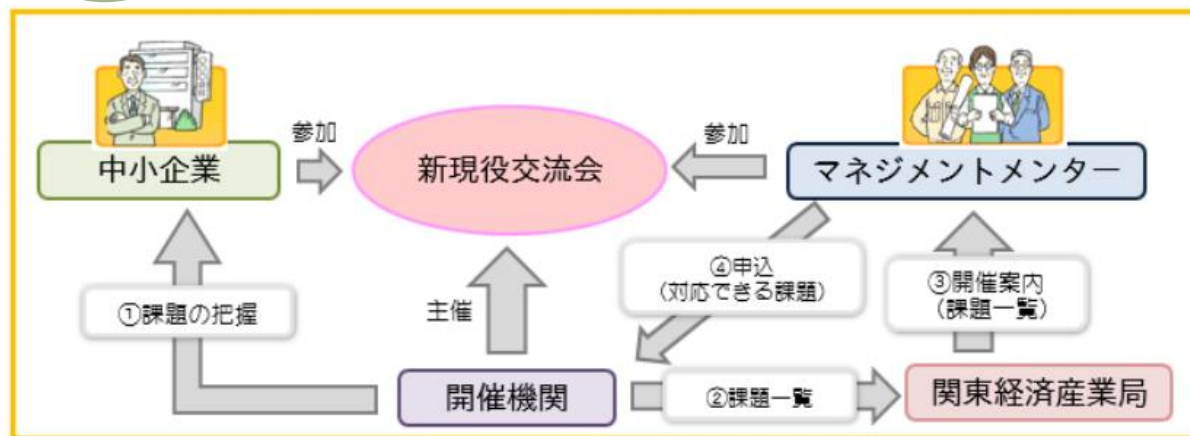 参加
参加
中小企業
新現役交流会
マネジメントメンター
④申込
(対応できる課題)
③開催案内
(課題一覧)
①課題の把握
主催
開催機関
②課題一覧
関東経済産業局